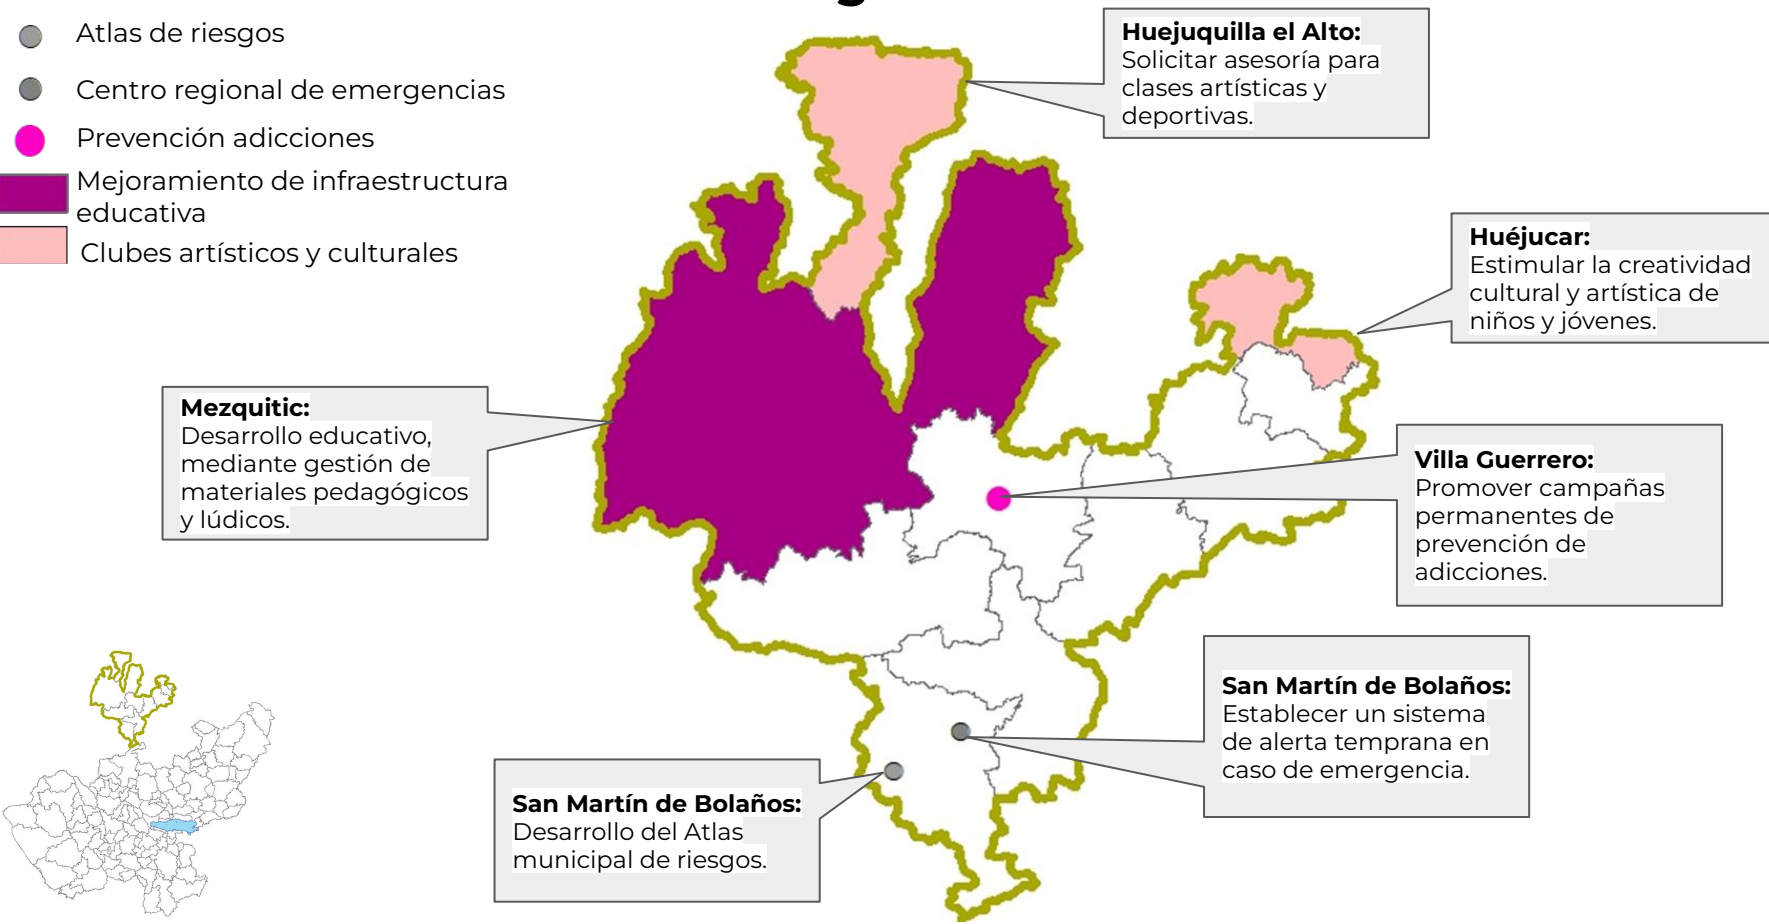 Atlas de riesgos
Centro regional de emergencias
Prevención adicciones
Mejoramiento de infraestructura
educativa
Clubes artísticos y culturales
Huejuquilla el Alto:
Solicitar asesoría para
clases artísticas y
deportivas.
Huéjucar:
Estimular la creatividad
cultural y artística de
niños y jóvenes.
Mezquitic:
Desarrollo educativo,
mediante gestión de
materiales pedagógicos
y lúdicos.
Villa Guerrero:
Promover campañas
permanentes de
prevención de
adicciones.
San Martín de Bolaños:
Establecer un sistema
de alerta temprana en
caso de emergencia.
San Martín de Bolaños:
Desarrollo del Atlas
municipal de riesgos.